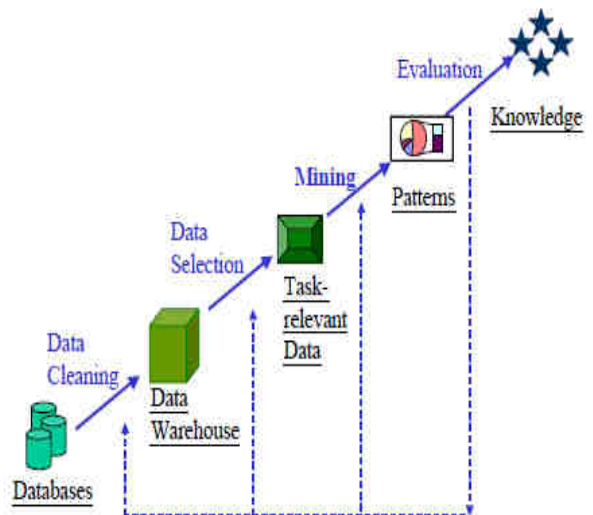 Evaluation
Knowledge
Mining
Patterns
Data
Selection
Task-
relevant
Data
Data
Cleaning
Data
Warehouse
Databases